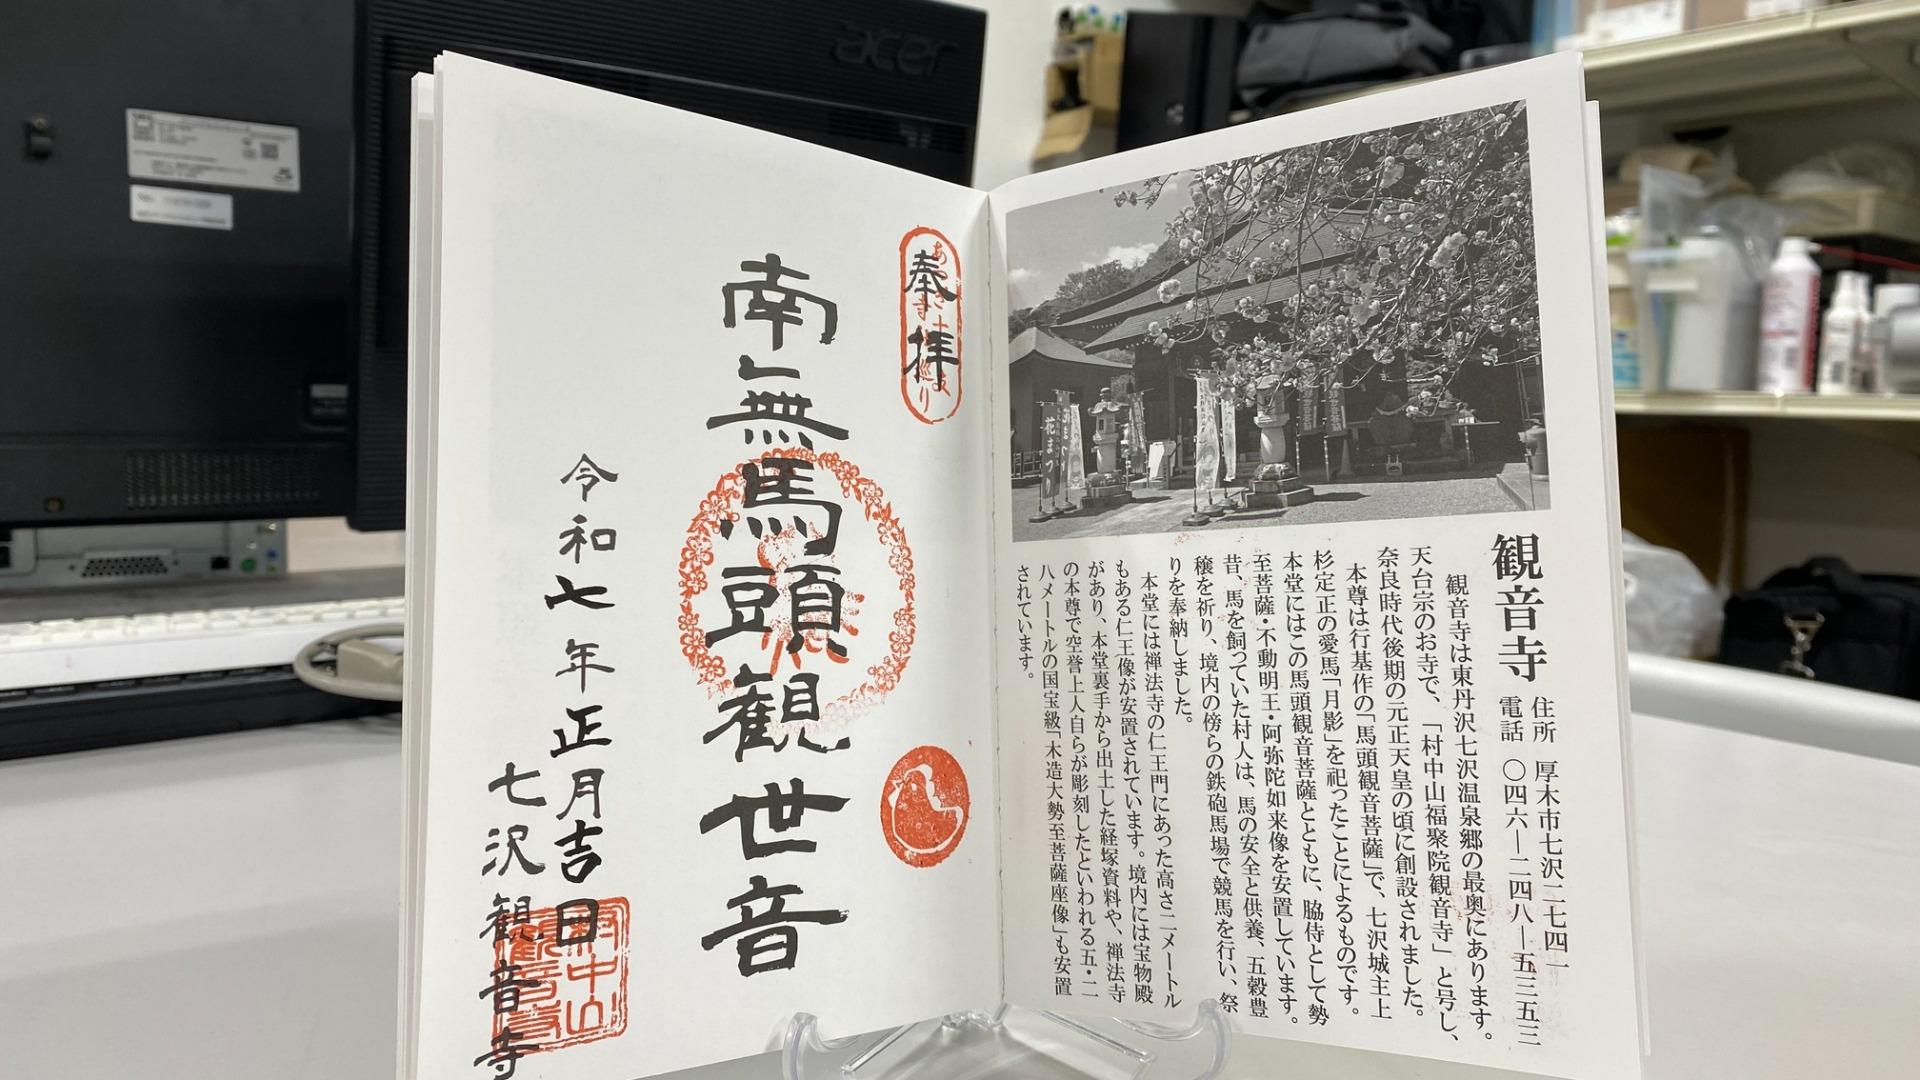 acer
観音寺
住所 厚木市七沢二七四一
電話 〇四六―二四八―五三五三
観音寺は東丹沢七沢温泉郷の最奥にあります。
天台宗のお寺で、「村中山福聚院観音寺」と号し、
奈良時代後期の元正天皇の頃に創設されました。
本尊は行基作の「馬頭観音菩薩」で、七沢城主上
杉定正の愛馬「月影」を祀ったことによるものです。
本堂にはこの馬頭観音菩薩とともに、脇侍として勢
至菩薩・不動明王・阿弥陀如来像を安置しています。
昔、馬を飼っていた村人は、馬の安全と供養、五穀豊
穣を祈り、境内の傍らの鉄砲馬場で競馬を行い、祭
りを奉納しました。
本堂には禅法寺の仁王門にあった高さ二メートル
もある仁王像が安置されています。境内には宝物殿
があり、本堂裏手から出土した経塚資料や、禅法寺
の本尊で空誉上人自らが彫刻したといわれる五・二
八メートルの国宝級「木造大勢至菩薩座像」も安置
されています。
奉拝
南無馬頭観世音
令和七年正月吉日
七沢観音寺
村中山
観音寺